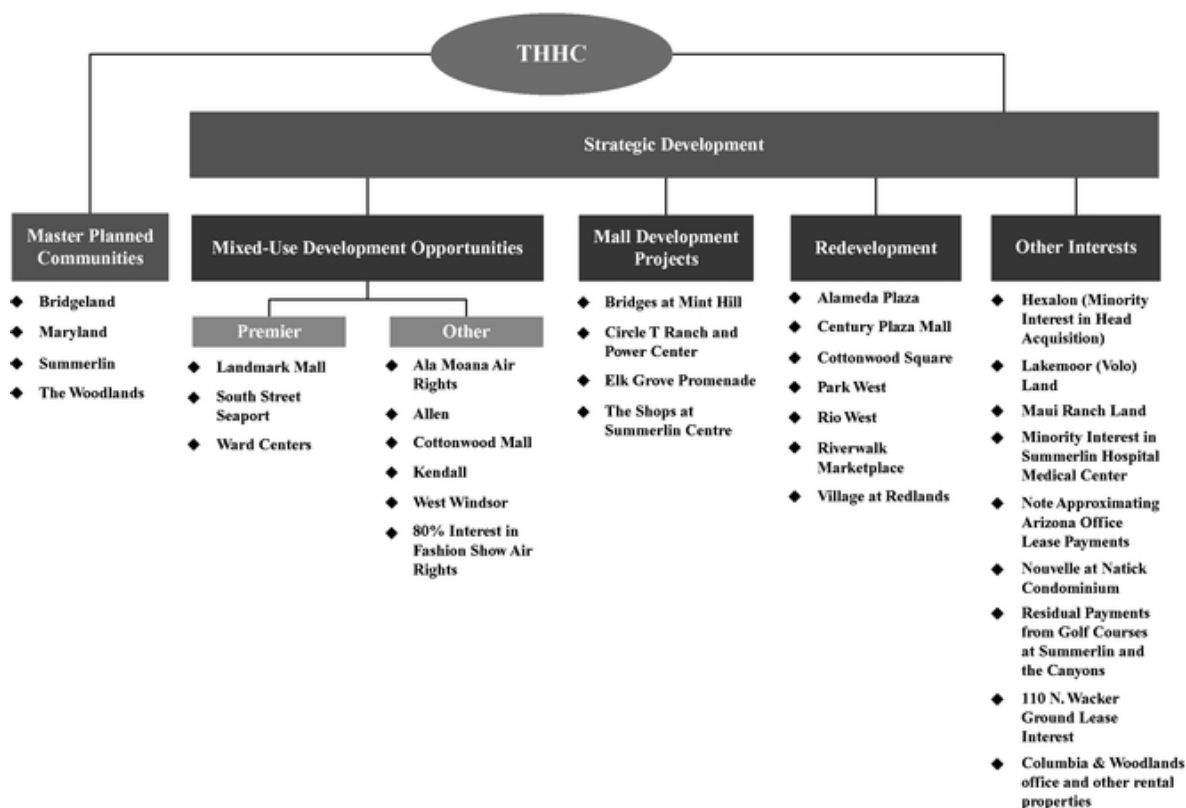 THHC
Strategic Development
Master Planned
Communities
◆ Bridgeland
◆ Maryland
◆ Summerlin
◆ The Woodlands
Mixed-Use Development Opportunities
Premier
◆ Landmark Mall
◆ South Street
Seaport
◆ Ward Centers
Other
◆ Ala Moana Air
Rights
◆ Allen
◆ Cottonwood Mall
◆ Kendall
◆ West Windsor
◆ 80% Interest in
Fashion Show Air
Rights
Mall Development
Projects
◆ Bridges at Mint Hill
◆ Circle T Ranch and
Power Center
◆ Elk Grove Promenade
◆ The Shops at
Summerlin Centre
Redevelopment
◆ Alameda Plaza
◆ Century Plaza Mall
◆ Cottonwood Square
◆ Park West
◆ Rio West
◆ Riverwalk
Marketplace
◆ Village at Redlands
Other Interests
◆ Hexalon (Minority
Interest in Head
Acquisition)
◆ Lakemoor (Volo)
Land
◆ Maui Ranch Land
◆ Minority Interest in
Summerlin Hospital
Medical Center
◆ Note Approximating
Arizona Office
Lease Payments
◆ Nouvelle at Natick
Condominium
◆ Residual Payments
from Golf Courses
at Summerlin and
the Canyons
◆ 110 N. Wacker
Ground Lease
Interest
◆ Columbia & Woodlands
office and other rental
properties